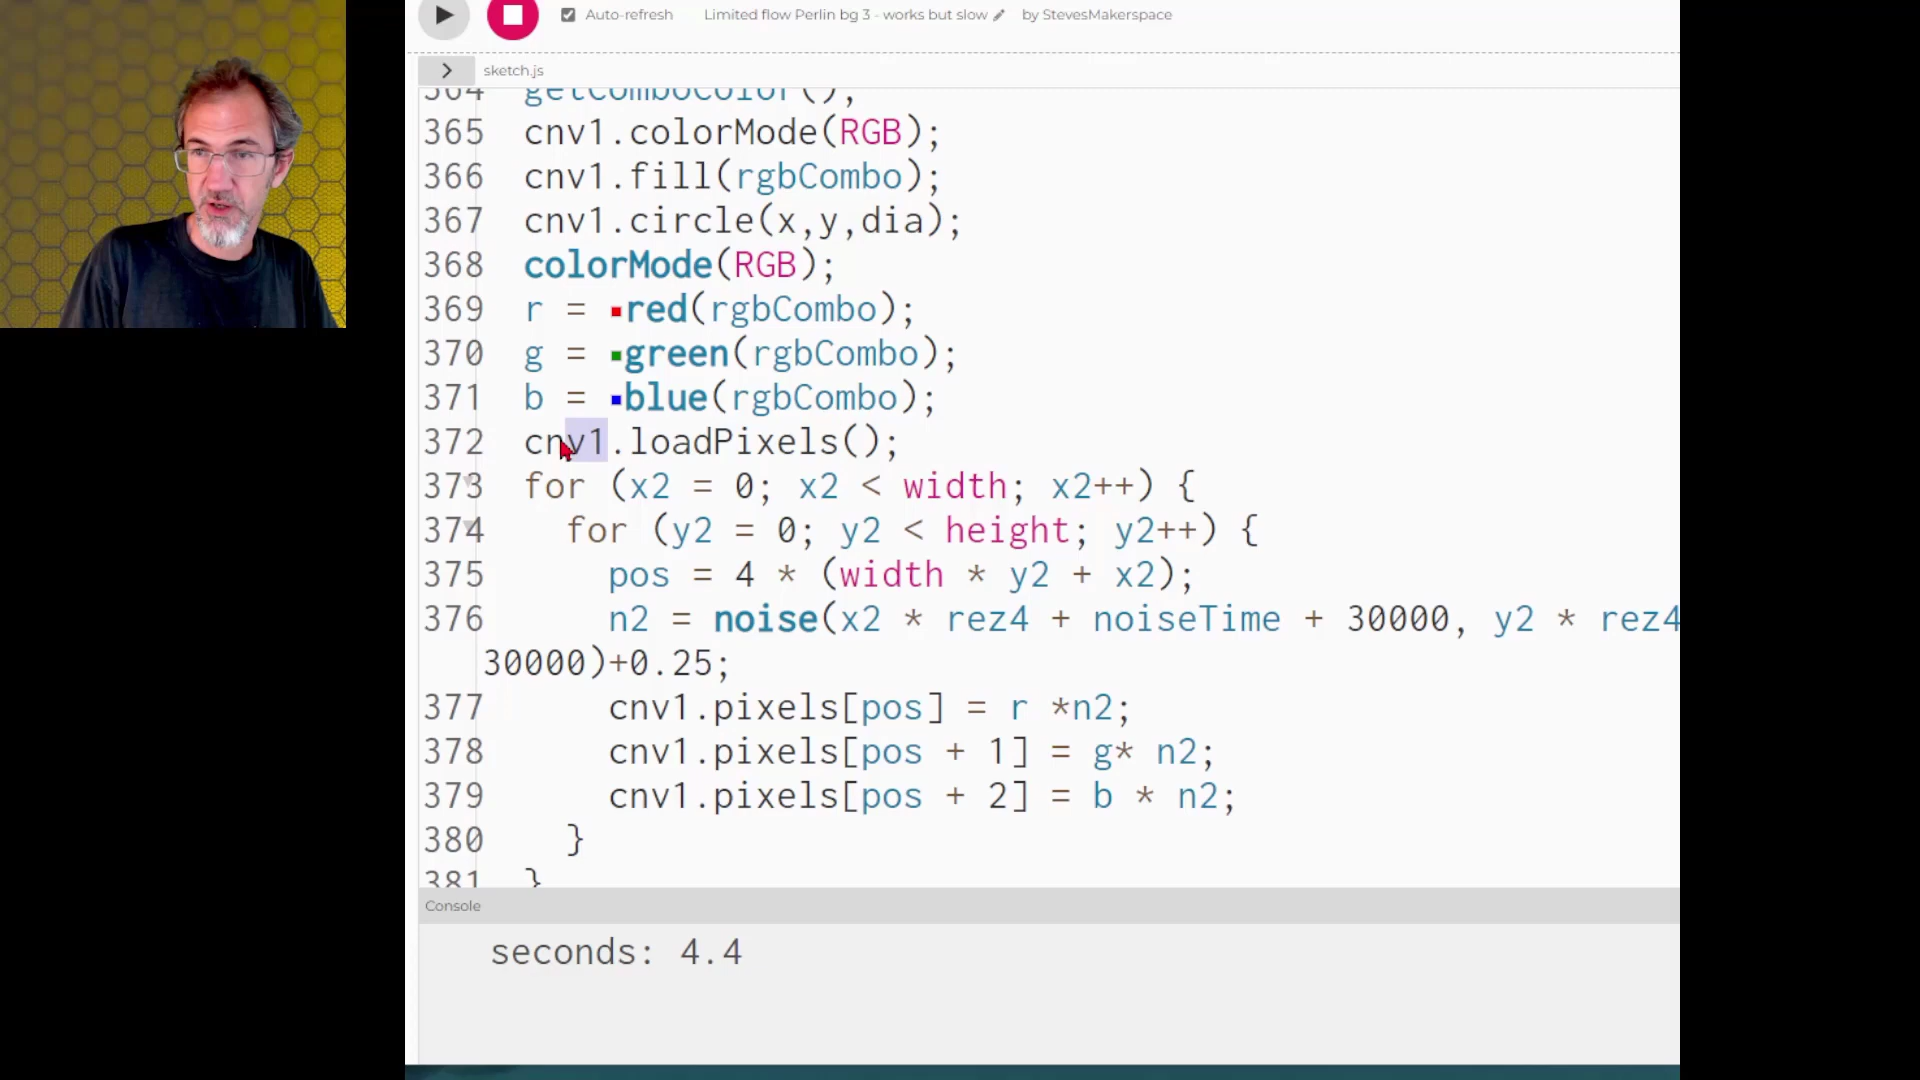 Auto-refresh Limited flow Perlin bg 3 - works but slow by StevesMakerspace
sketch.js
364 getComboColor();
365 cnv1.colorMode(RGB);
366 cnv1.fill(rgbCombo);
367 cnv1.circle(x,y,dia);
368 colorMode(RGB);
369 r = red(rgbCombo);
370 g = green(rgbCombo);
371 b = blue(rgbCombo);
372 cnv1.loadPixels();
373 for (x2 = 0; x2 < width; x2++) {
374 for (y2 = 0; y2 < height; y2++) {
375 pos = 4 * (width * y2 + x2);
376 n2 = noise(x2 * rez4 + noiseTime + 30000, y2 * rez4
30000)+0.25;
377 cnv1.pixels[pos] = r *n2;
378 cnv1.pixels[pos + 1] = g* n2;
379 cnv1.pixels[pos + 2] = b * n2;
380 }
381 }
Console
seconds: 4.4